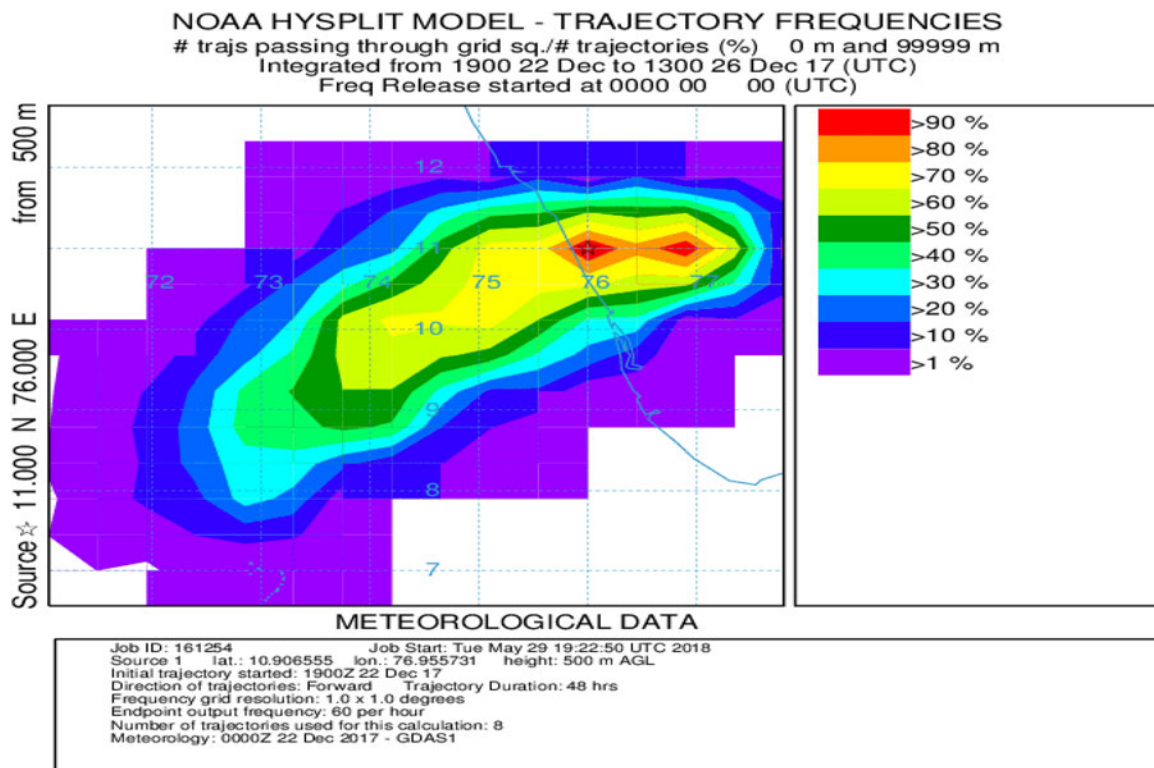 NOAA HYSPLIT MODEL - TRAJECTORY FREQUENCIES
# trajs passing through grid sq./# trajectories (%) 0 m and 99999 m
Integrated from 1900 22 Dec to 1300 26 Dec 17 (UTC)
Freq Release started at 0000 00 00 (UTC)
Source ☆ 11.000 N 76.000 E from 500 m
12
11
72 73 74 75 76 77
10
9
8
7
>90 %
>80 %
>70 %
>60 %
>50 %
>40 %
>30 %
>20 %
>10 %
>1 %
METEOROLOGICAL DATA
Job ID: 161254 Job Start: Tue May 29 19:22:50 UTC 2018
Source 1 lat.: 10.906555 lon.: 76.955731 height: 500 m AGL
Initial trajectory started: 1900Z 22 Dec 17
Direction of trajectories: Forward Trajectory Duration: 48 hrs
Frequency grid resolution: 1.0 x 1.0 degrees
Endpoint output frequency: 60 per hour
Number of trajectories used for this calculation: 8
Meteorology: 0000Z 22 Dec 2017 - GDAS1